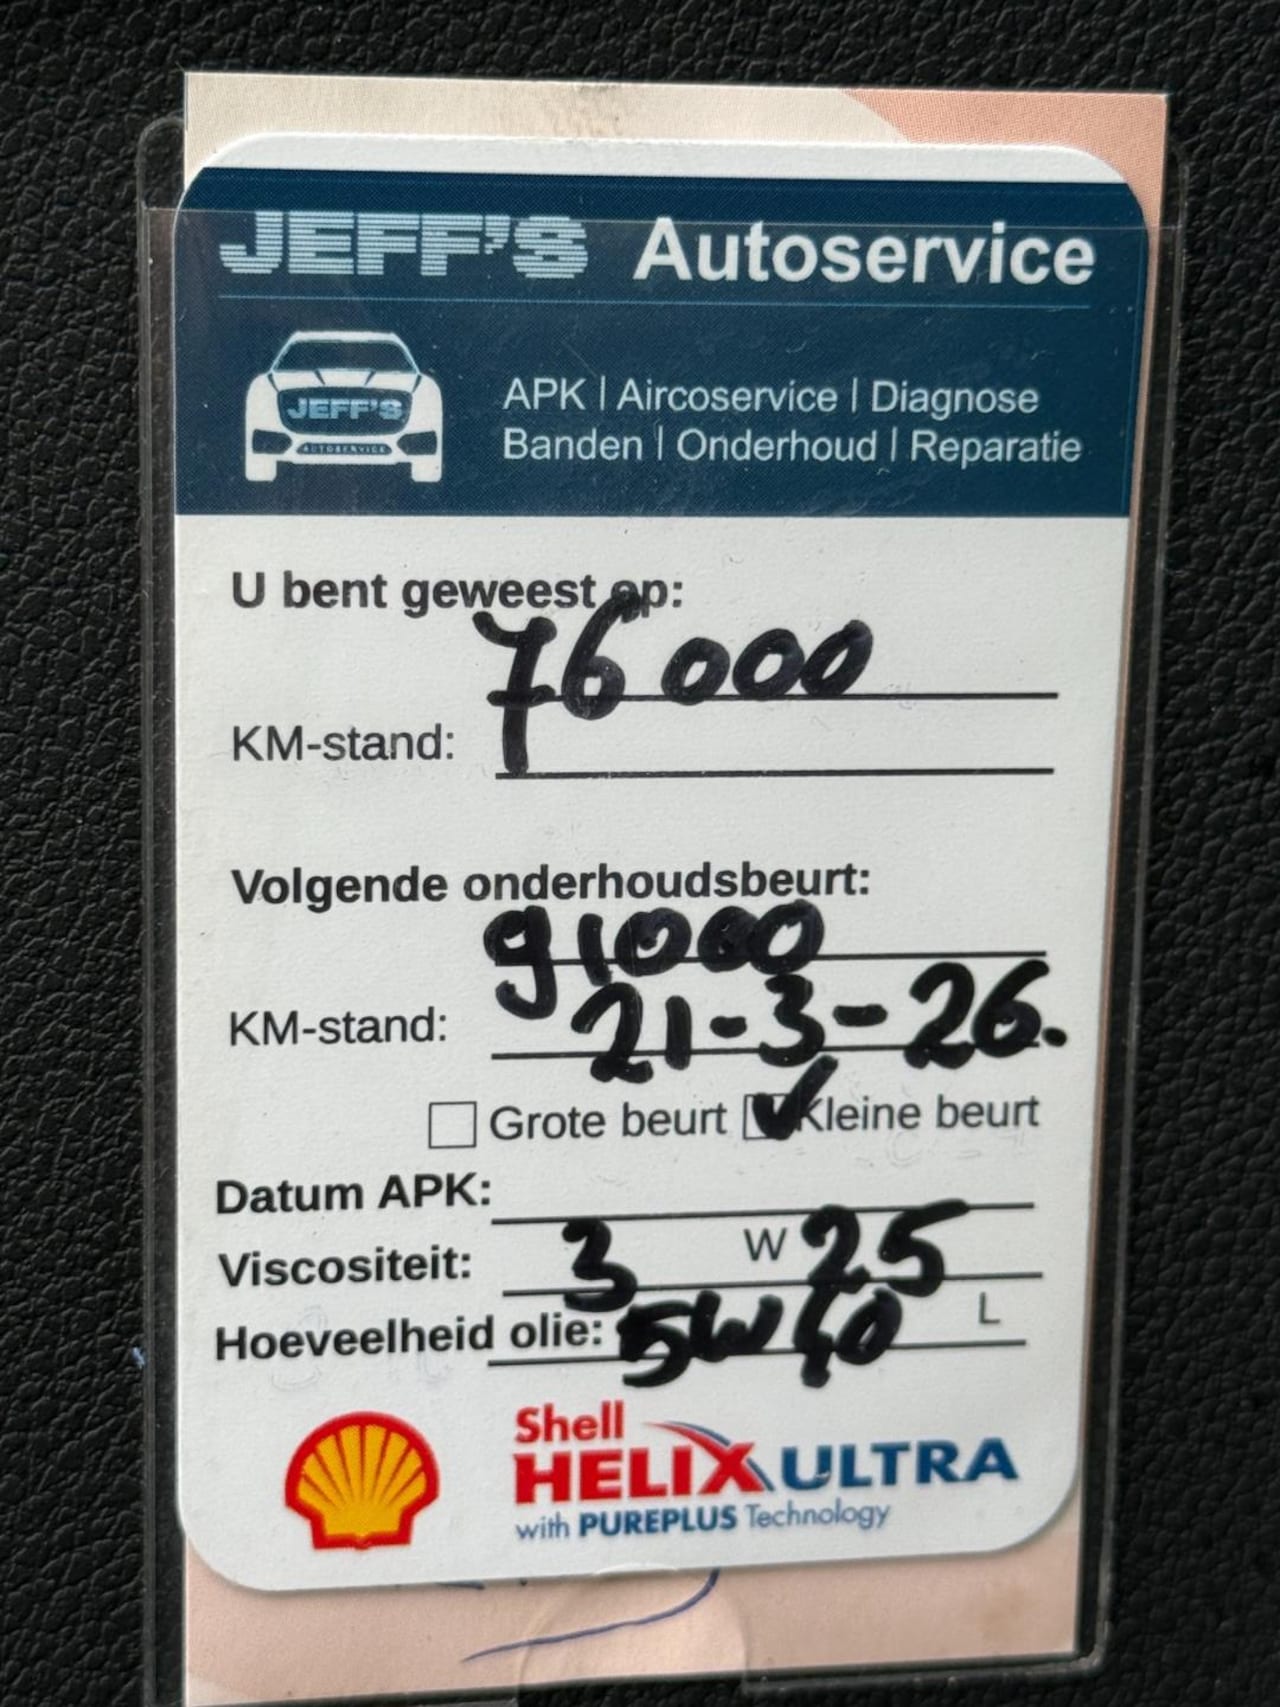 JEFF'S Autoservice
JEFF'S
AUTOSERVICE
APK | Aircoservice | Diagnose
Banden | Onderhoud | Reparatie
U bent geweest op:
76000
KM-stand:
Volgende onderhoudsbeurt:
91000
KM-stand: 21-3-26.
Grote beurt Kleine beurt
Datum APK:
Viscositeit: 3 W 25
Hoeveelheid olie: 5W40 L
Shell
HELIX ULTRA
with PUREPLUS Technology